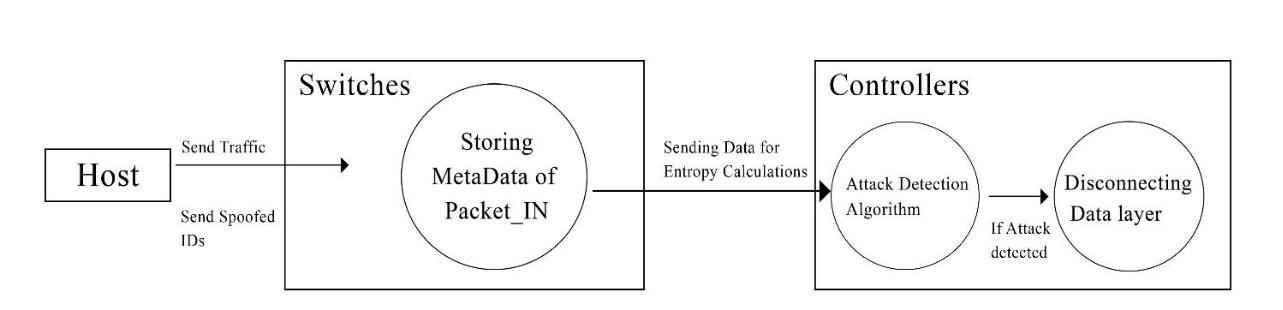 Host
Send Traffic
Send Spoofed
IDs
Switches
Storing
MetaData of
Packet_IN
Sending Data for
Entropy Calculations
Controllers
Attack Detection
Algorithm
If Attack
detected
Disconnecting
Data layer